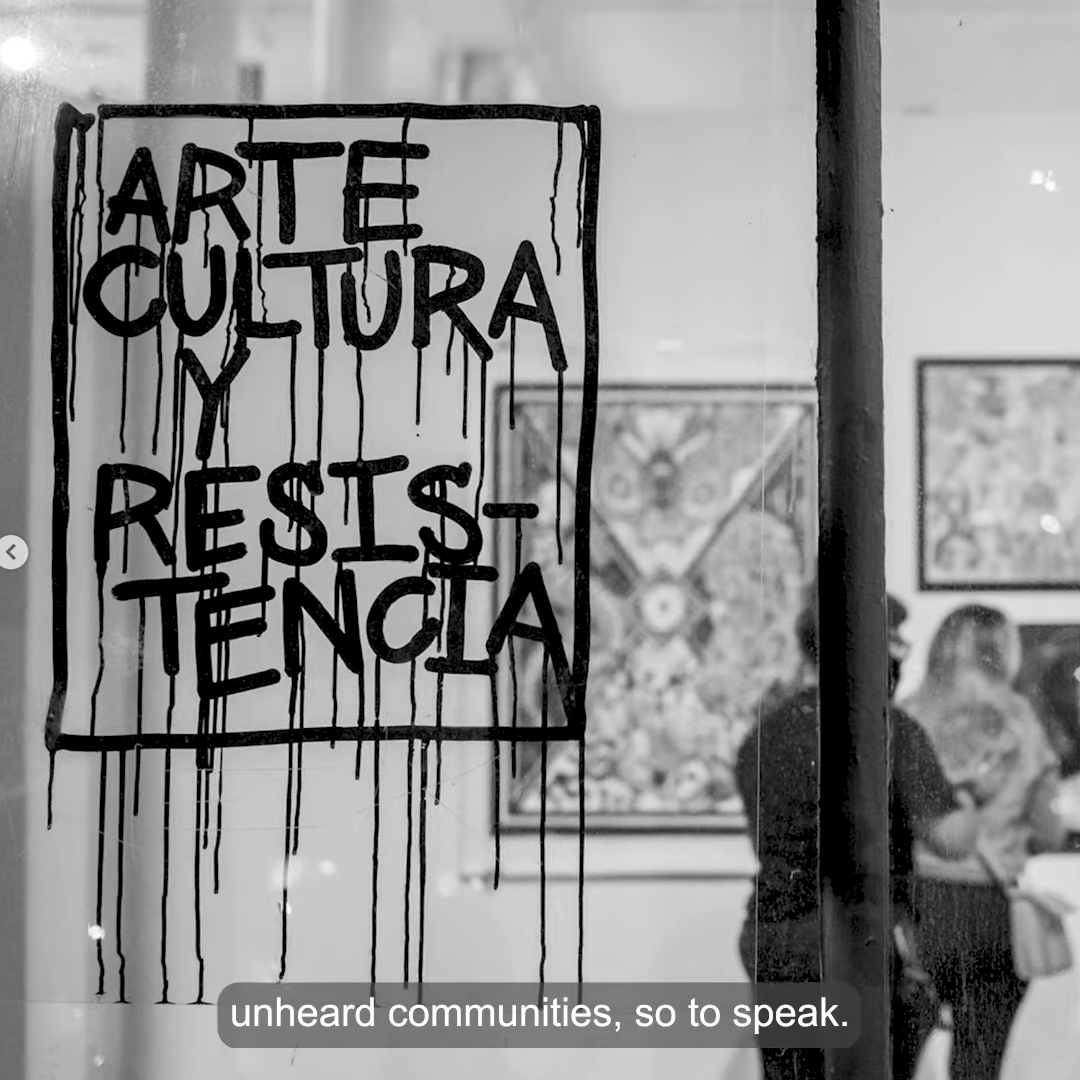 ARTE
CULTURA
Y
RESIS-
TENCIA
unheard communities, so to speak.